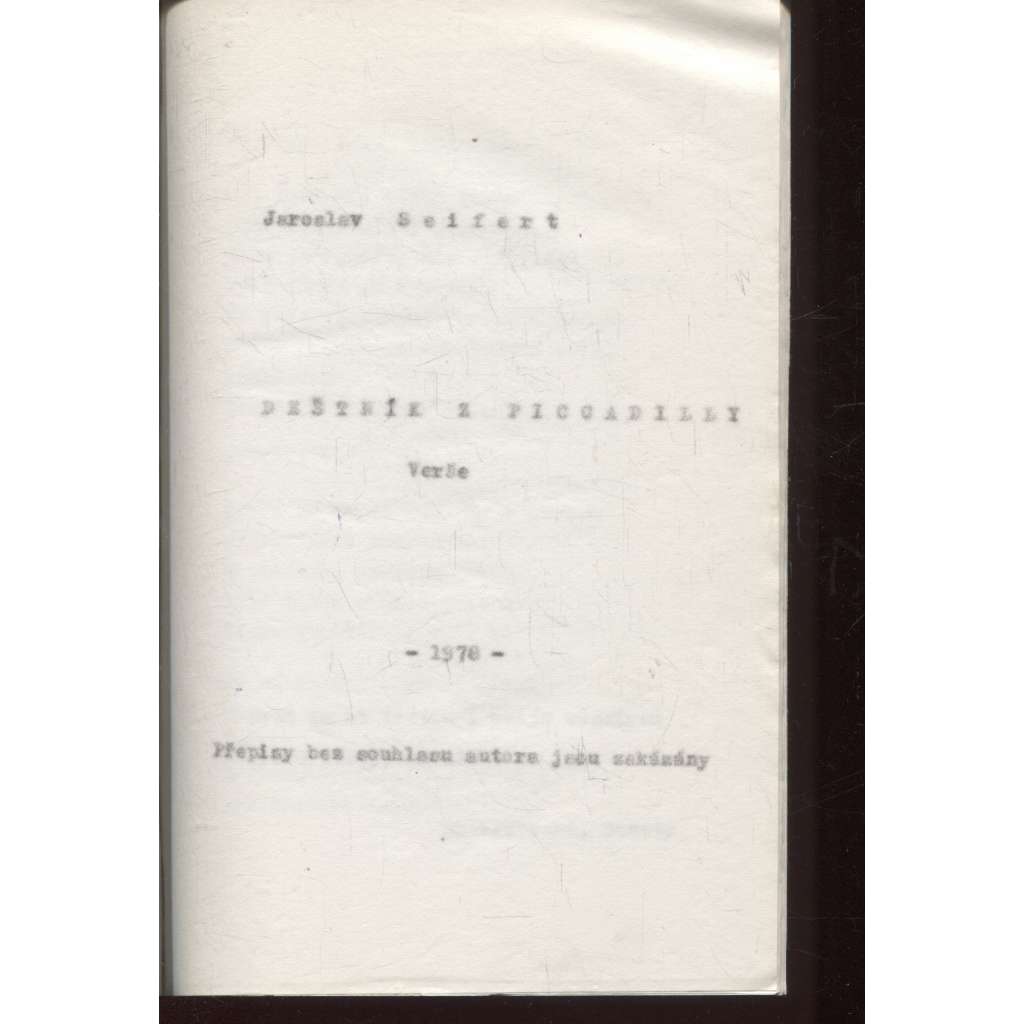 Jaroslav Seifert
DEŠTNÍK Z PICCADILLY
Verše
- 1978 -
Přepisy bez souhlasu autora jsou zakázány